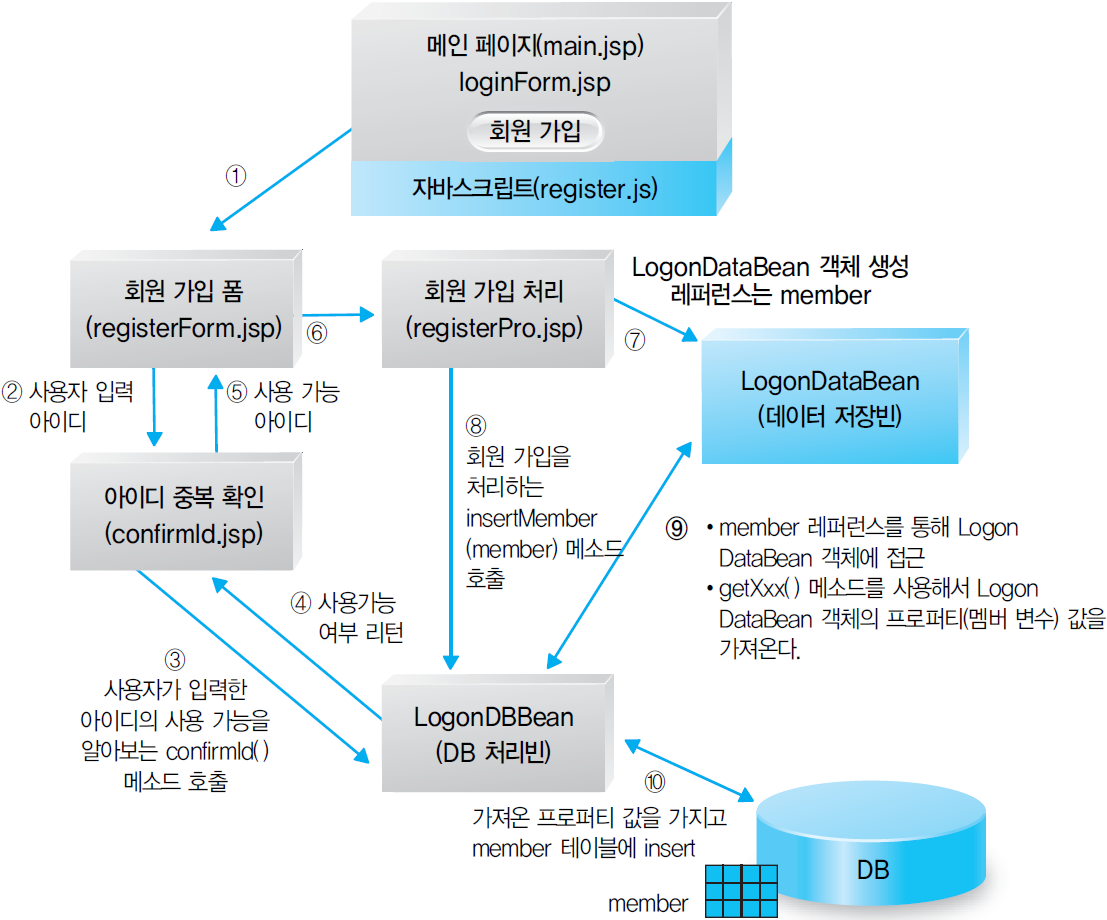 메인 페이지(main.jsp)
loginForm.jsp
회원 가입
자바스크립트(register.js)
①
회원 가입 폼
(registerForm.jsp)
⑥
회원 가입 처리
(registerPro.jsp)
LogonDataBean 객체 생성
레퍼런스는 member
⑦
LogonDataBean
(데이터 저장빈)
② 사용자 입력
아이디
⑤ 사용 가능
아이디
⑧
회원 가입을
처리하는
insertMember
(member) 메소드
호출
아이디 중복 확인
(confirmId.jsp)
⑨ • member 레퍼런스를 통해 Logon
DataBean 객체에 접근
• getXxx( ) 메소드를 사용해서 Logon
DataBean 객체의 프로퍼티(멤버 변수) 값을
가져온다.
④ 사용가능
여부 리턴
③
사용자가 입력한
아이디의 사용 가능을
알아보는 confirmId( )
메소드 호출
LogonDBBean
(DB 처리빈)
⑩
가져온 프로퍼티 값을 가지고
member 테이블에 insert
DB
member